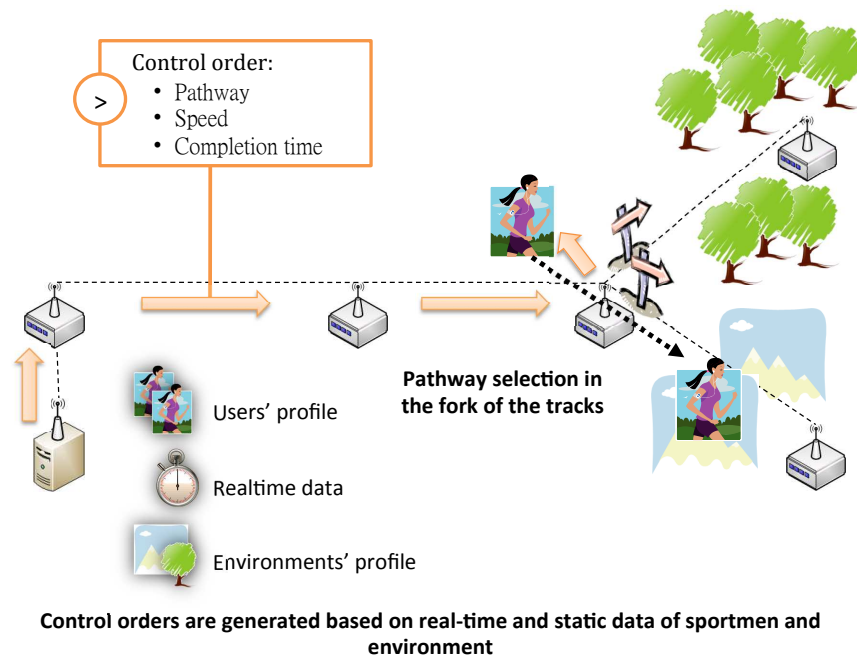 Control order:
>
• Pathway
• Speed
• Completion time
Pathway selection in
the fork of the tracks
Users’ profile
Realtime data
Environments’ profile
Control orders are generated based on real-time and static data of sportmen and
environment